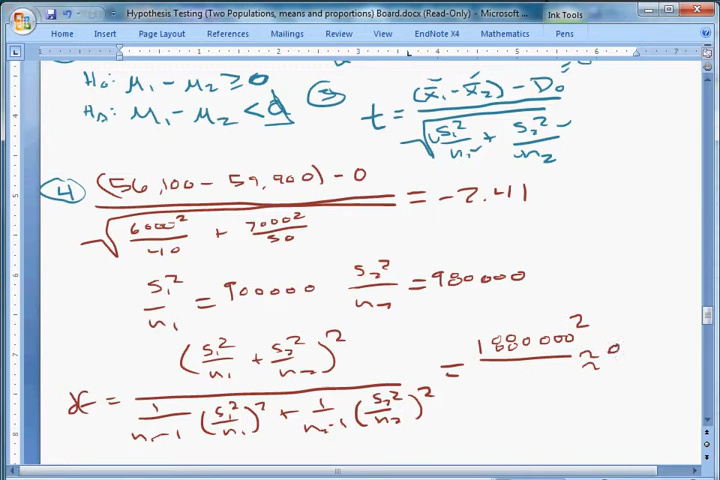 Hypothesis Testing (Two Populations, means and proportions) Board.docx (Read-Only) - Microsoft
Ink Tools
Home Insert Page Layout References Mailings Review View EndNote X4 Mathematics Pens
H₀: μ₁ - μ₂ ≥ 0
Hₐ: μ₁ - μ₂ < 0
③ t = (x̄₁ - x̄₂) - D₀ / √(s₁²/n₁ + s₂²/n₂)
④ (56,100 - 59,900) - 0 / √(6000²/40 + 7000²/50) = -2.41
s₁²/n₁ = 900000 s₂²/n₂ = 980000
df = (s₁²/n₁ + s₂²/n₂)² / (1/(n₁-1) (s₁²/n₁)² + 1/(n₂-1) (s₂²/n₂)²) = 1880000² / ≈